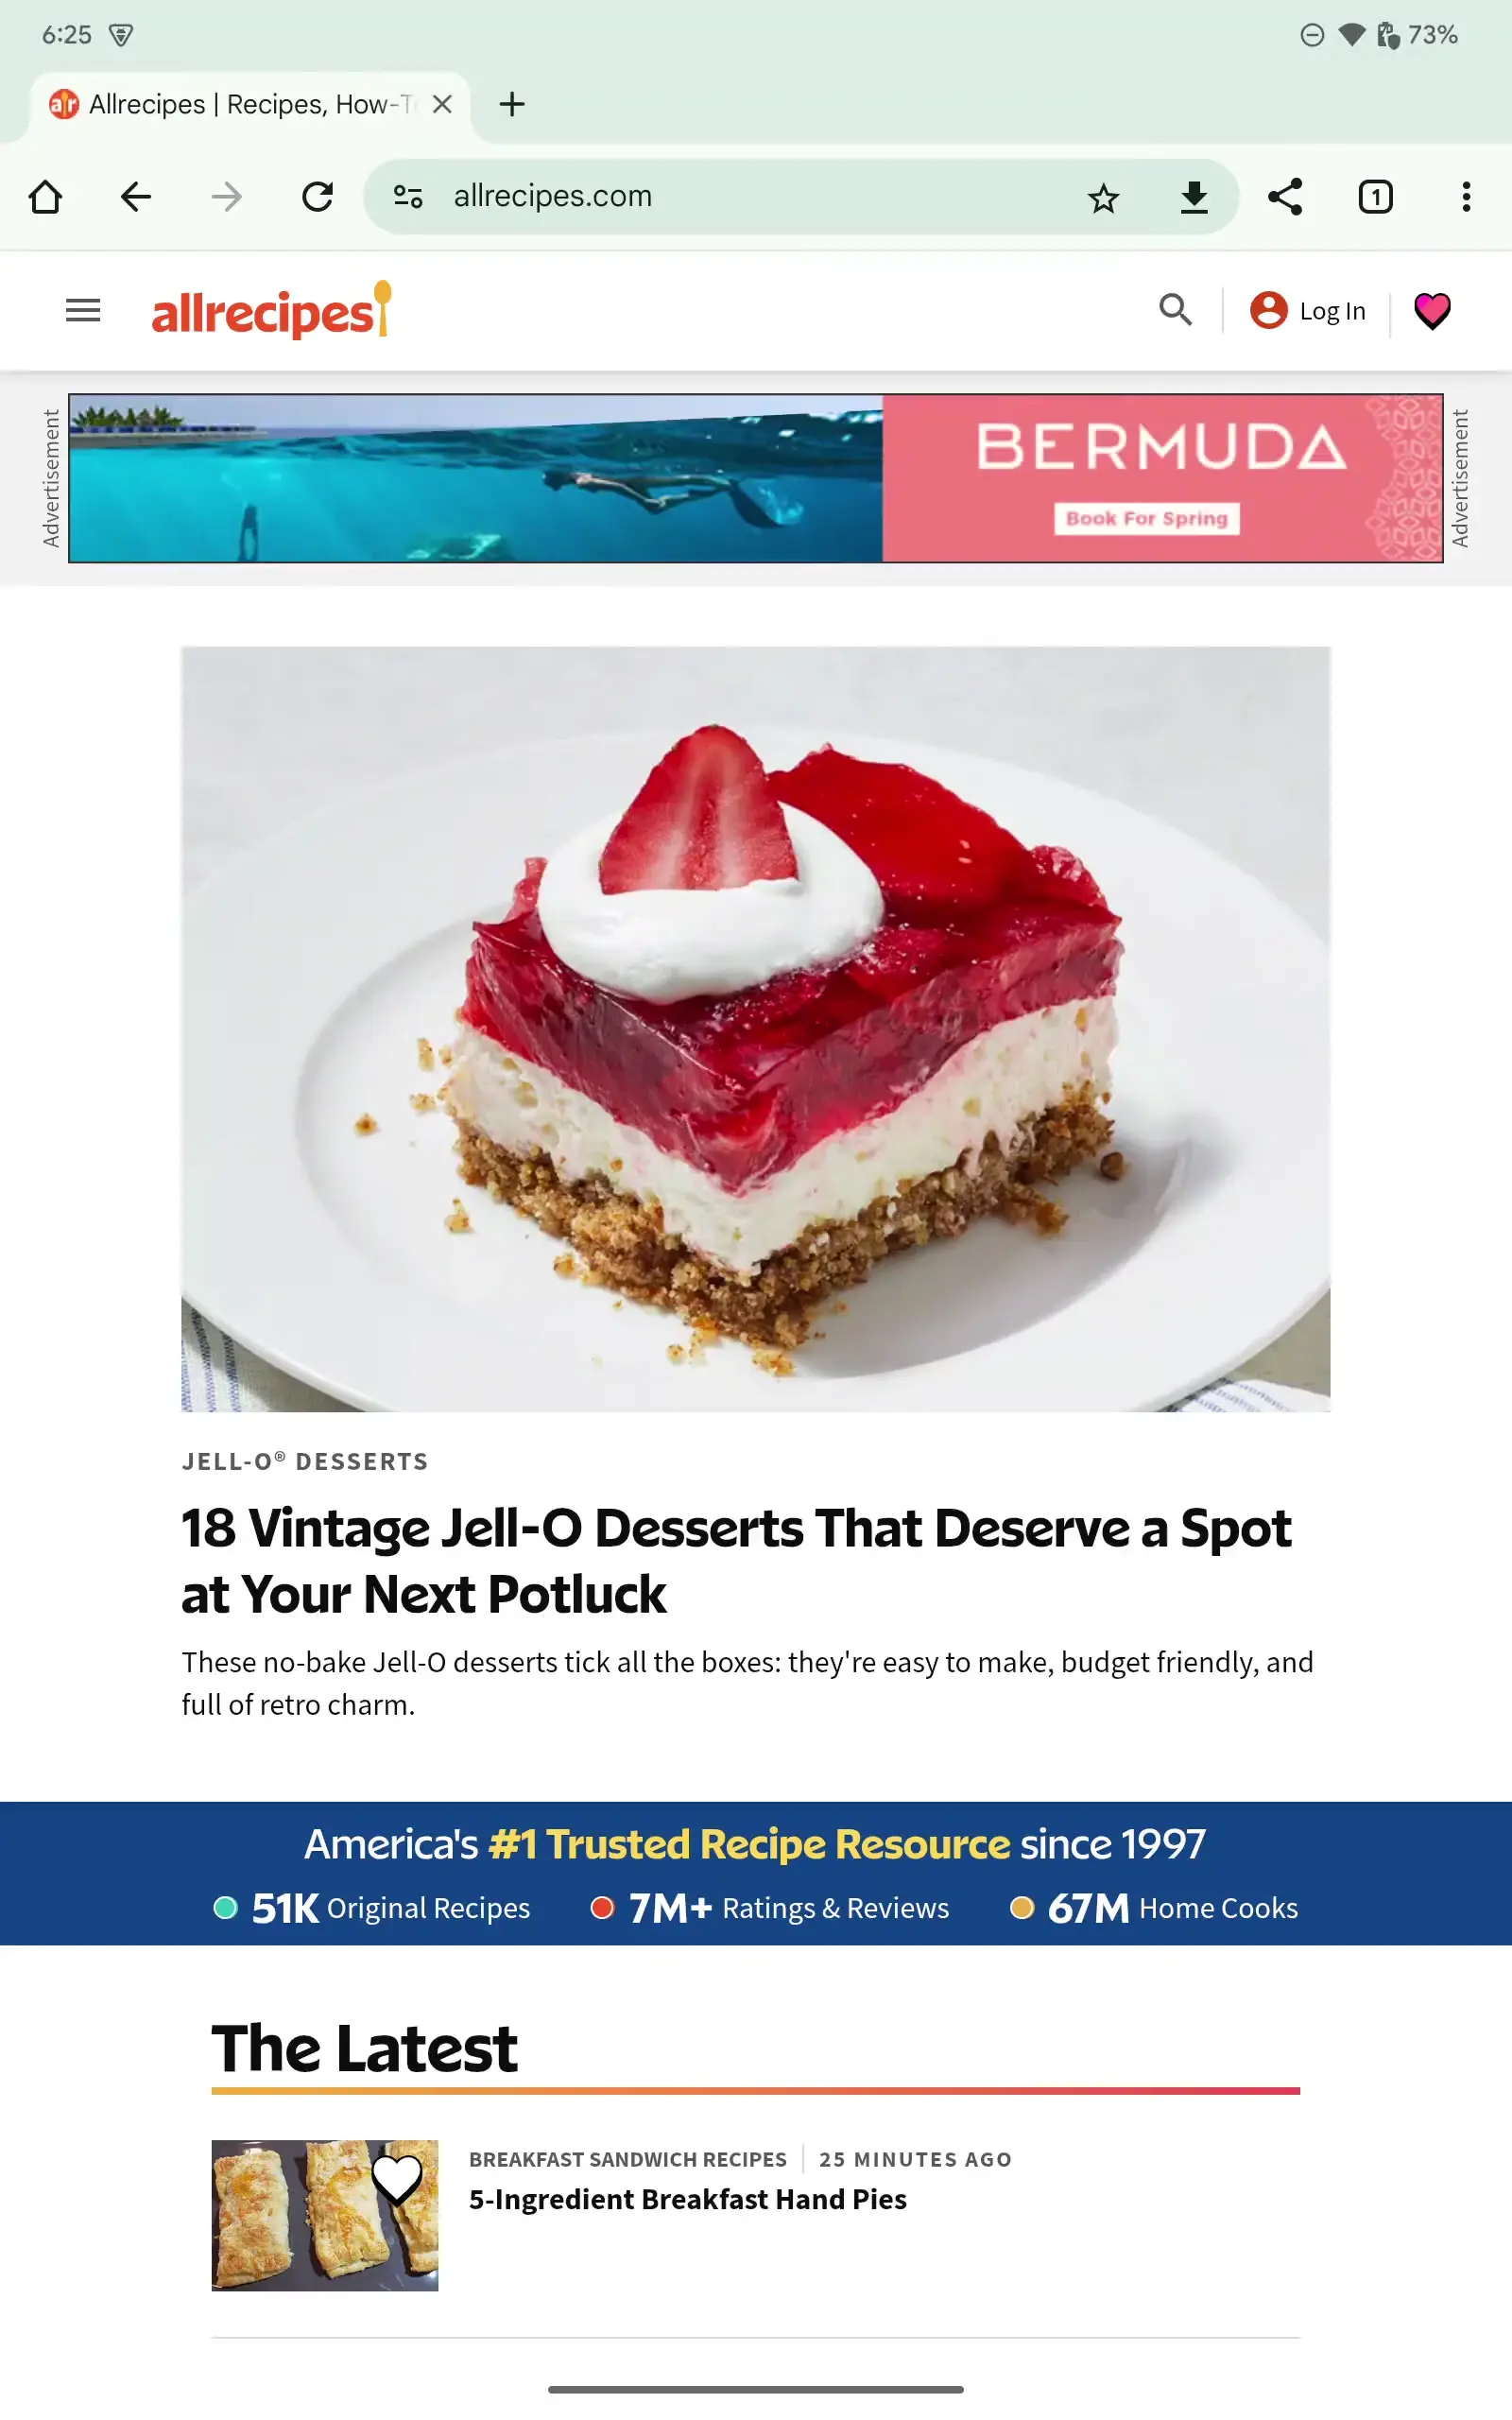 6:25
73%
Allrecipes | Recipes, How-T
allrecipes.com
1
allrecipes
Log In
Advertisement
BERMUDA
Book For Spring
Advertisement
JELL-O® DESSERTS
18 Vintage Jell-O Desserts That Deserve a Spot
at Your Next Potluck
These no-bake Jell-O desserts tick all the boxes: they're easy to make, budget friendly, and
full of retro charm.
America's #1 Trusted Recipe Resource since 1997
51K Original Recipes 7M+ Ratings & Reviews 67M Home Cooks
The Latest
BREAKFAST SANDWICH RECIPES | 25 MINUTES AGO
5-Ingredient Breakfast Hand Pies